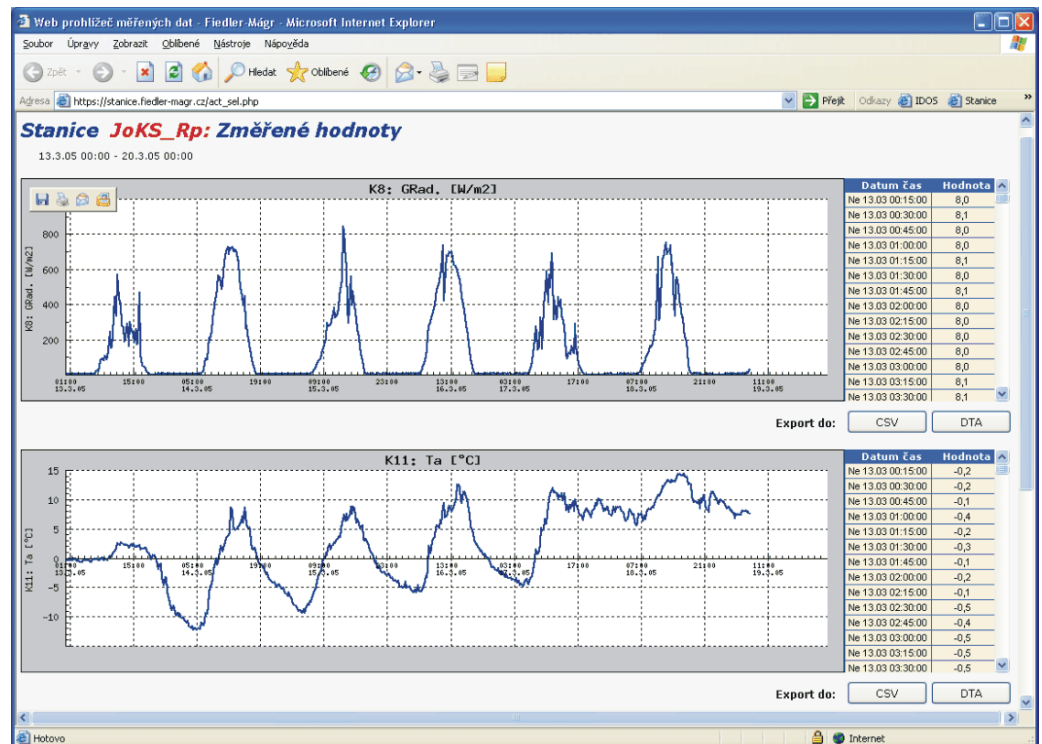 Web prohlížeč měřených dat - Fiedler-Mágr - Microsoft Internet Explorer
Soubor Úpravy Zobrazit Oblíbené Nástroje Nápověda
Zpět Hledat Oblíbené
Adresa https://stanice.fiedler-magr.cz/act_sel.php Přejít Odkazy IDOS Stanice »
Stanice JoKS_Rp: Změřené hodnoty
13.3.05 00:00 - 20.3.05 00:00
K8: GRad. [W/m2]
K8: GRad. [W/m2]
800
600
400
200
01:00 15:00 05:00 19:00 09:00 23:00 13:00 03:00 17:00 07:00 21:00 11:00
13.3.05 14.3.05 15.3.05 16.3.05 17.3.05 18.3.05 19.3.05
Datum čas Hodnota
Ne 13.03 00:15:00 8,0
Ne 13.03 00:30:00 8,1
Ne 13.03 00:45:00 8,0
Ne 13.03 01:00:00 8,0
Ne 13.03 01:15:00 8,1
Ne 13.03 01:30:00 8,0
Ne 13.03 01:45:00 8,1
Ne 13.03 02:00:00 8,0
Ne 13.03 02:15:00 8,0
Ne 13.03 02:30:00 8,0
Ne 13.03 02:45:00 8,0
Ne 13.03 03:00:00 8,0
Ne 13.03 03:15:00 8,1
Ne 13.03 03:30:00 8,1
Export do: CSV DTA
K11: Ta [°C]
K11: Ta [°C]
15
10
5
0
-5
-10
01:00 15:00 05:00 19:00 09:00 23:00 13:00 03:00 17:00 07:00 21:00 11:00
13.3.05 14.3.05 15.3.05 16.3.05 17.3.05 18.3.05 19.3.05
Datum čas Hodnota
Ne 13.03 00:15:00 -0,2
Ne 13.03 00:30:00 -0,2
Ne 13.03 00:45:00 -0,1
Ne 13.03 01:00:00 -0,4
Ne 13.03 01:15:00 -0,2
Ne 13.03 01:30:00 -0,3
Ne 13.03 01:45:00 -0,1
Ne 13.03 02:00:00 -0,2
Ne 13.03 02:15:00 -0,1
Ne 13.03 02:30:00 -0,5
Ne 13.03 02:45:00 -0,4
Ne 13.03 03:00:00 -0,5
Ne 13.03 03:15:00 -0,5
Ne 13.03 03:30:00 -0,5
Export do: CSV DTA
Hotovo Internet